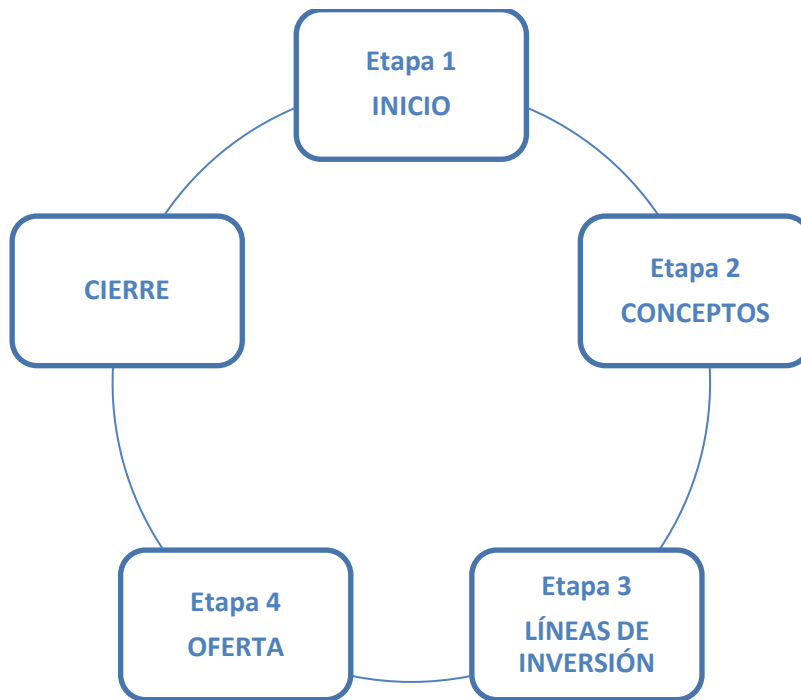 Etapa 1
INICIO
Etapa 2
CONCEPTOS
Etapa 3
LÍNEAS DE
INVERSIÓN
Etapa 4
OFERTA
CIERRE